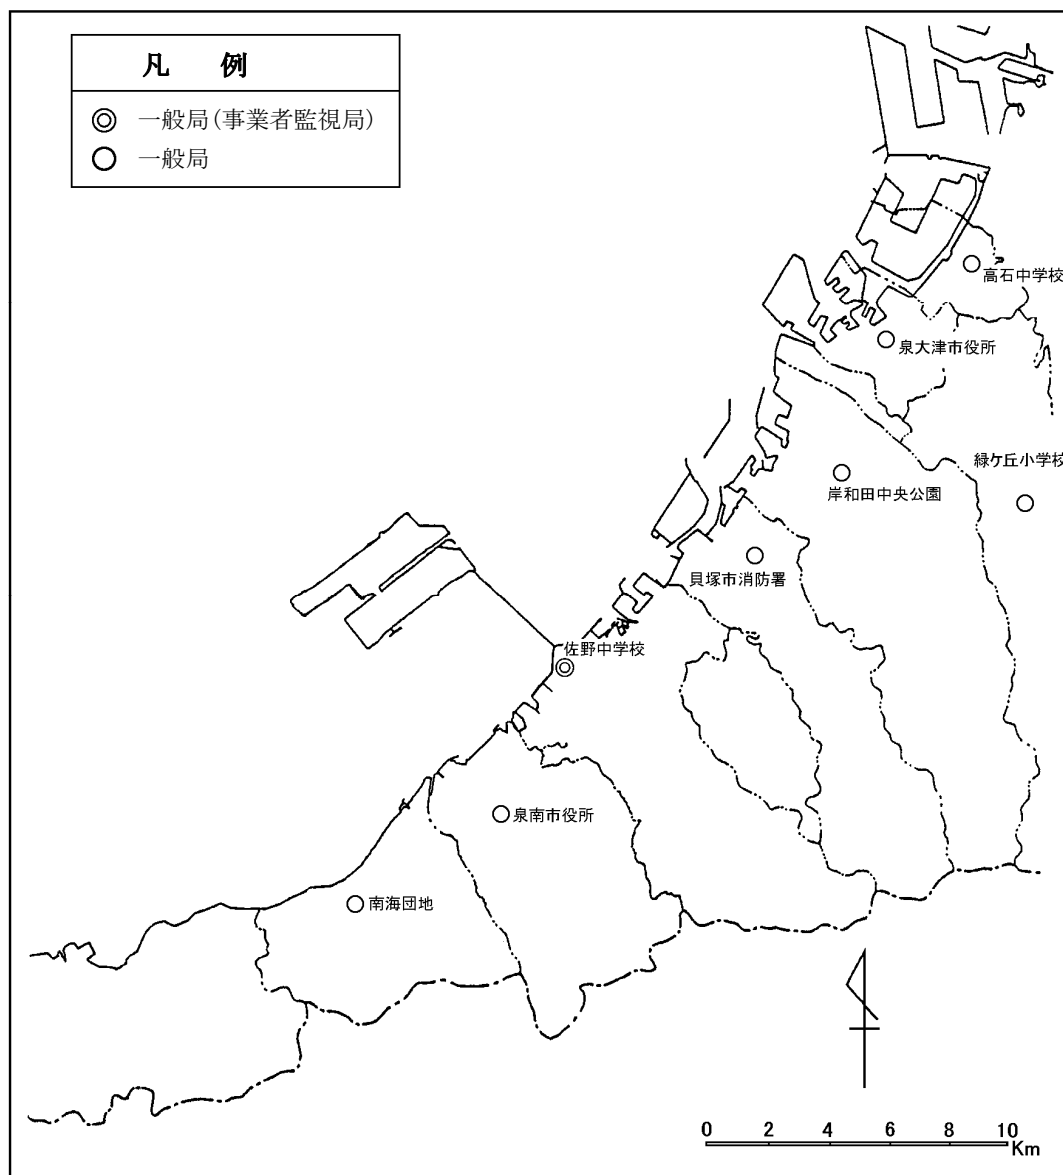 凡 例
一般局(事業者監視局)
一般局
高石中学校
泉大津市役所
緑ケ丘小学校
岸和田中央公園
貝塚市消防署
佐野中学校
泉南市役所
南海団地
0 2 4 6 8 10
Km